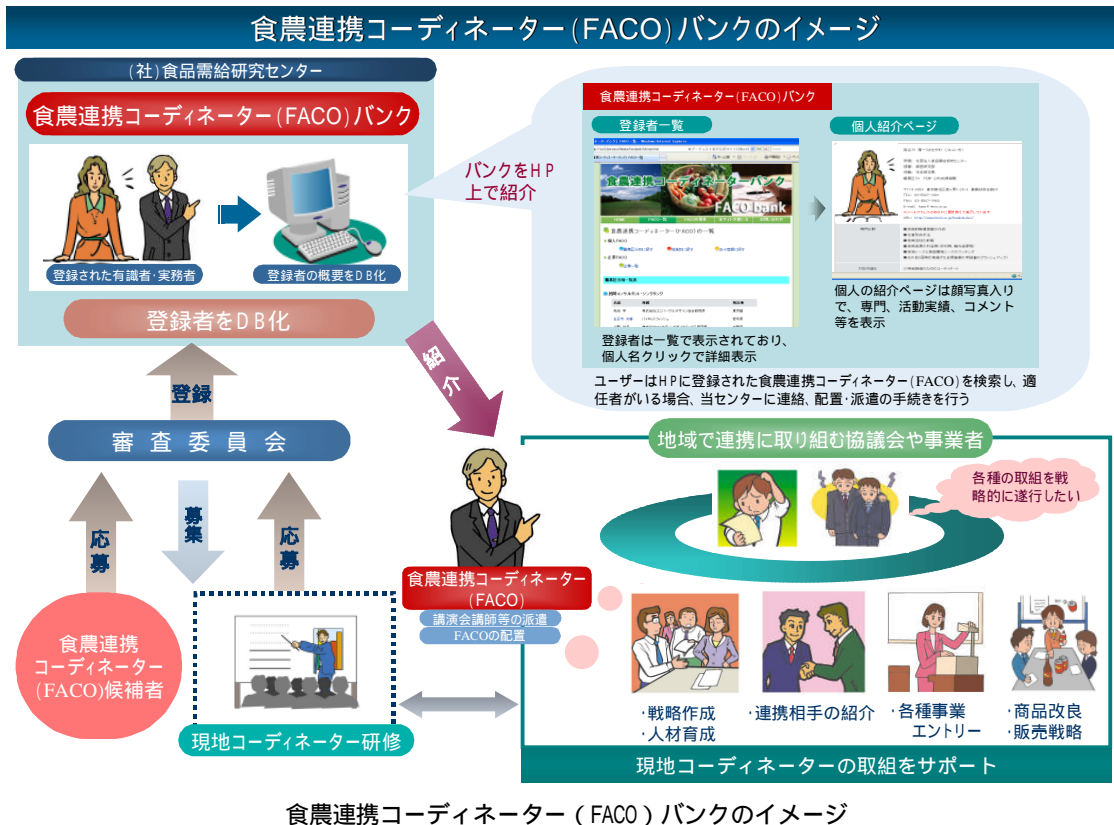 食農連携コーディネーター(FACO)バンクのイメージ
(社)食品需給研究センター
食農連携コーディネーター(FACO)バンク
登録された有識者・実務者
登録者の概要をDB化
登録者をDB化
バンクをHP
上で紹介
食農連携コーディネーター(FACO)バンク
登録者一覧
個人紹介ページ
食農連携コーディネーターバンク
FACO bank
食農連携コーディネーター(FACO)の一覧
登録者は一覧で表示されており、
個人名クリックで詳細表示
個人の紹介ページは顔写真入り
で、専門、活動実績、コメント
等を表示
ユーザーはHPに登録された食農連携コーディネーター(FACO)を検索し、適
任者がいる場合、当センターに連絡、配置・派遣の手続きを行う
紹介
登録
審査委員会
応募
募集
応募
食農連携
コーディネーター
(FACO)候補者
現地コーディネーター研修
食農連携コーディネーター
(FACO)
講演会講師等の派遣
FACOの配置
地域で連携に取り組む協議会や事業者
各種の取組を戦
略的に遂行したい
・戦略作成
・人材育成
・連携相手の紹介
・各種事業
エントリー
・商品改良
・販売戦略
現地コーディネーターの取組をサポート
食農連携コーディネーター(FACO)バンクのイメージ